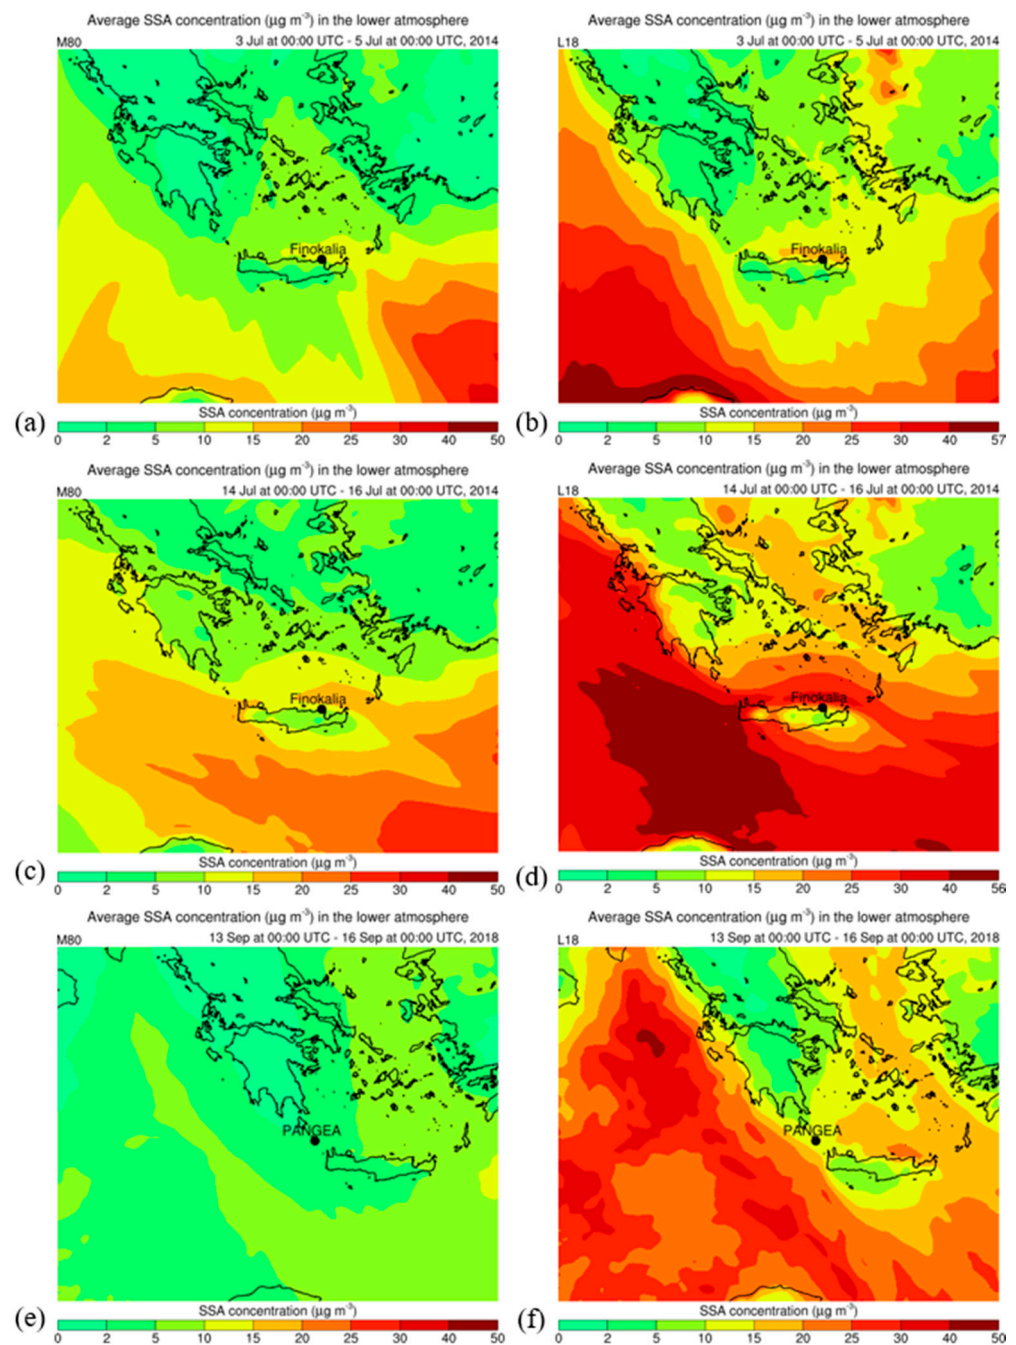 Average SSA concentration (µg m⁻³) in the lower atmosphere
M80 3 Jul at 00:00 UTC - 5 Jul at 00:00 UTC, 2014
Finokalia
(a)
SSA concentration (µg m⁻³)
0 2 5 10 15 20 25 30 40 50
Average SSA concentration (µg m⁻³) in the lower atmosphere
L18 3 Jul at 00:00 UTC - 5 Jul at 00:00 UTC, 2014
Finokalia
(b)
SSA concentration (µg m⁻³)
0 2 5 10 15 20 25 30 40 57
Average SSA concentration (µg m⁻³) in the lower atmosphere
M80 14 Jul at 00:00 UTC - 16 Jul at 00:00 UTC, 2014
Finokalia
(c)
SSA concentration (µg m⁻³)
0 2 5 10 15 20 25 30 40 50
Average SSA concentration (µg m⁻³) in the lower atmosphere
L18 14 Jul at 00:00 UTC - 16 Jul at 00:00 UTC, 2014
Finokalia
(d)
SSA concentration (µg m⁻³)
0 2 5 10 15 20 25 30 40 56
Average SSA concentration (µg m⁻³) in the lower atmosphere
M80 13 Sep at 00:00 UTC - 16 Sep at 00:00 UTC, 2018
PANGEA
(e)
SSA concentration (µg m⁻³)
0 2 5 10 15 20 25 30 40 50
Average SSA concentration (µg m⁻³) in the lower atmosphere
L18 13 Sep at 00:00 UTC - 16 Sep at 00:00 UTC, 2018
PANGEA
(f)
SSA concentration (µg m⁻³)
0 2 5 10 15 20 25 30 40 50